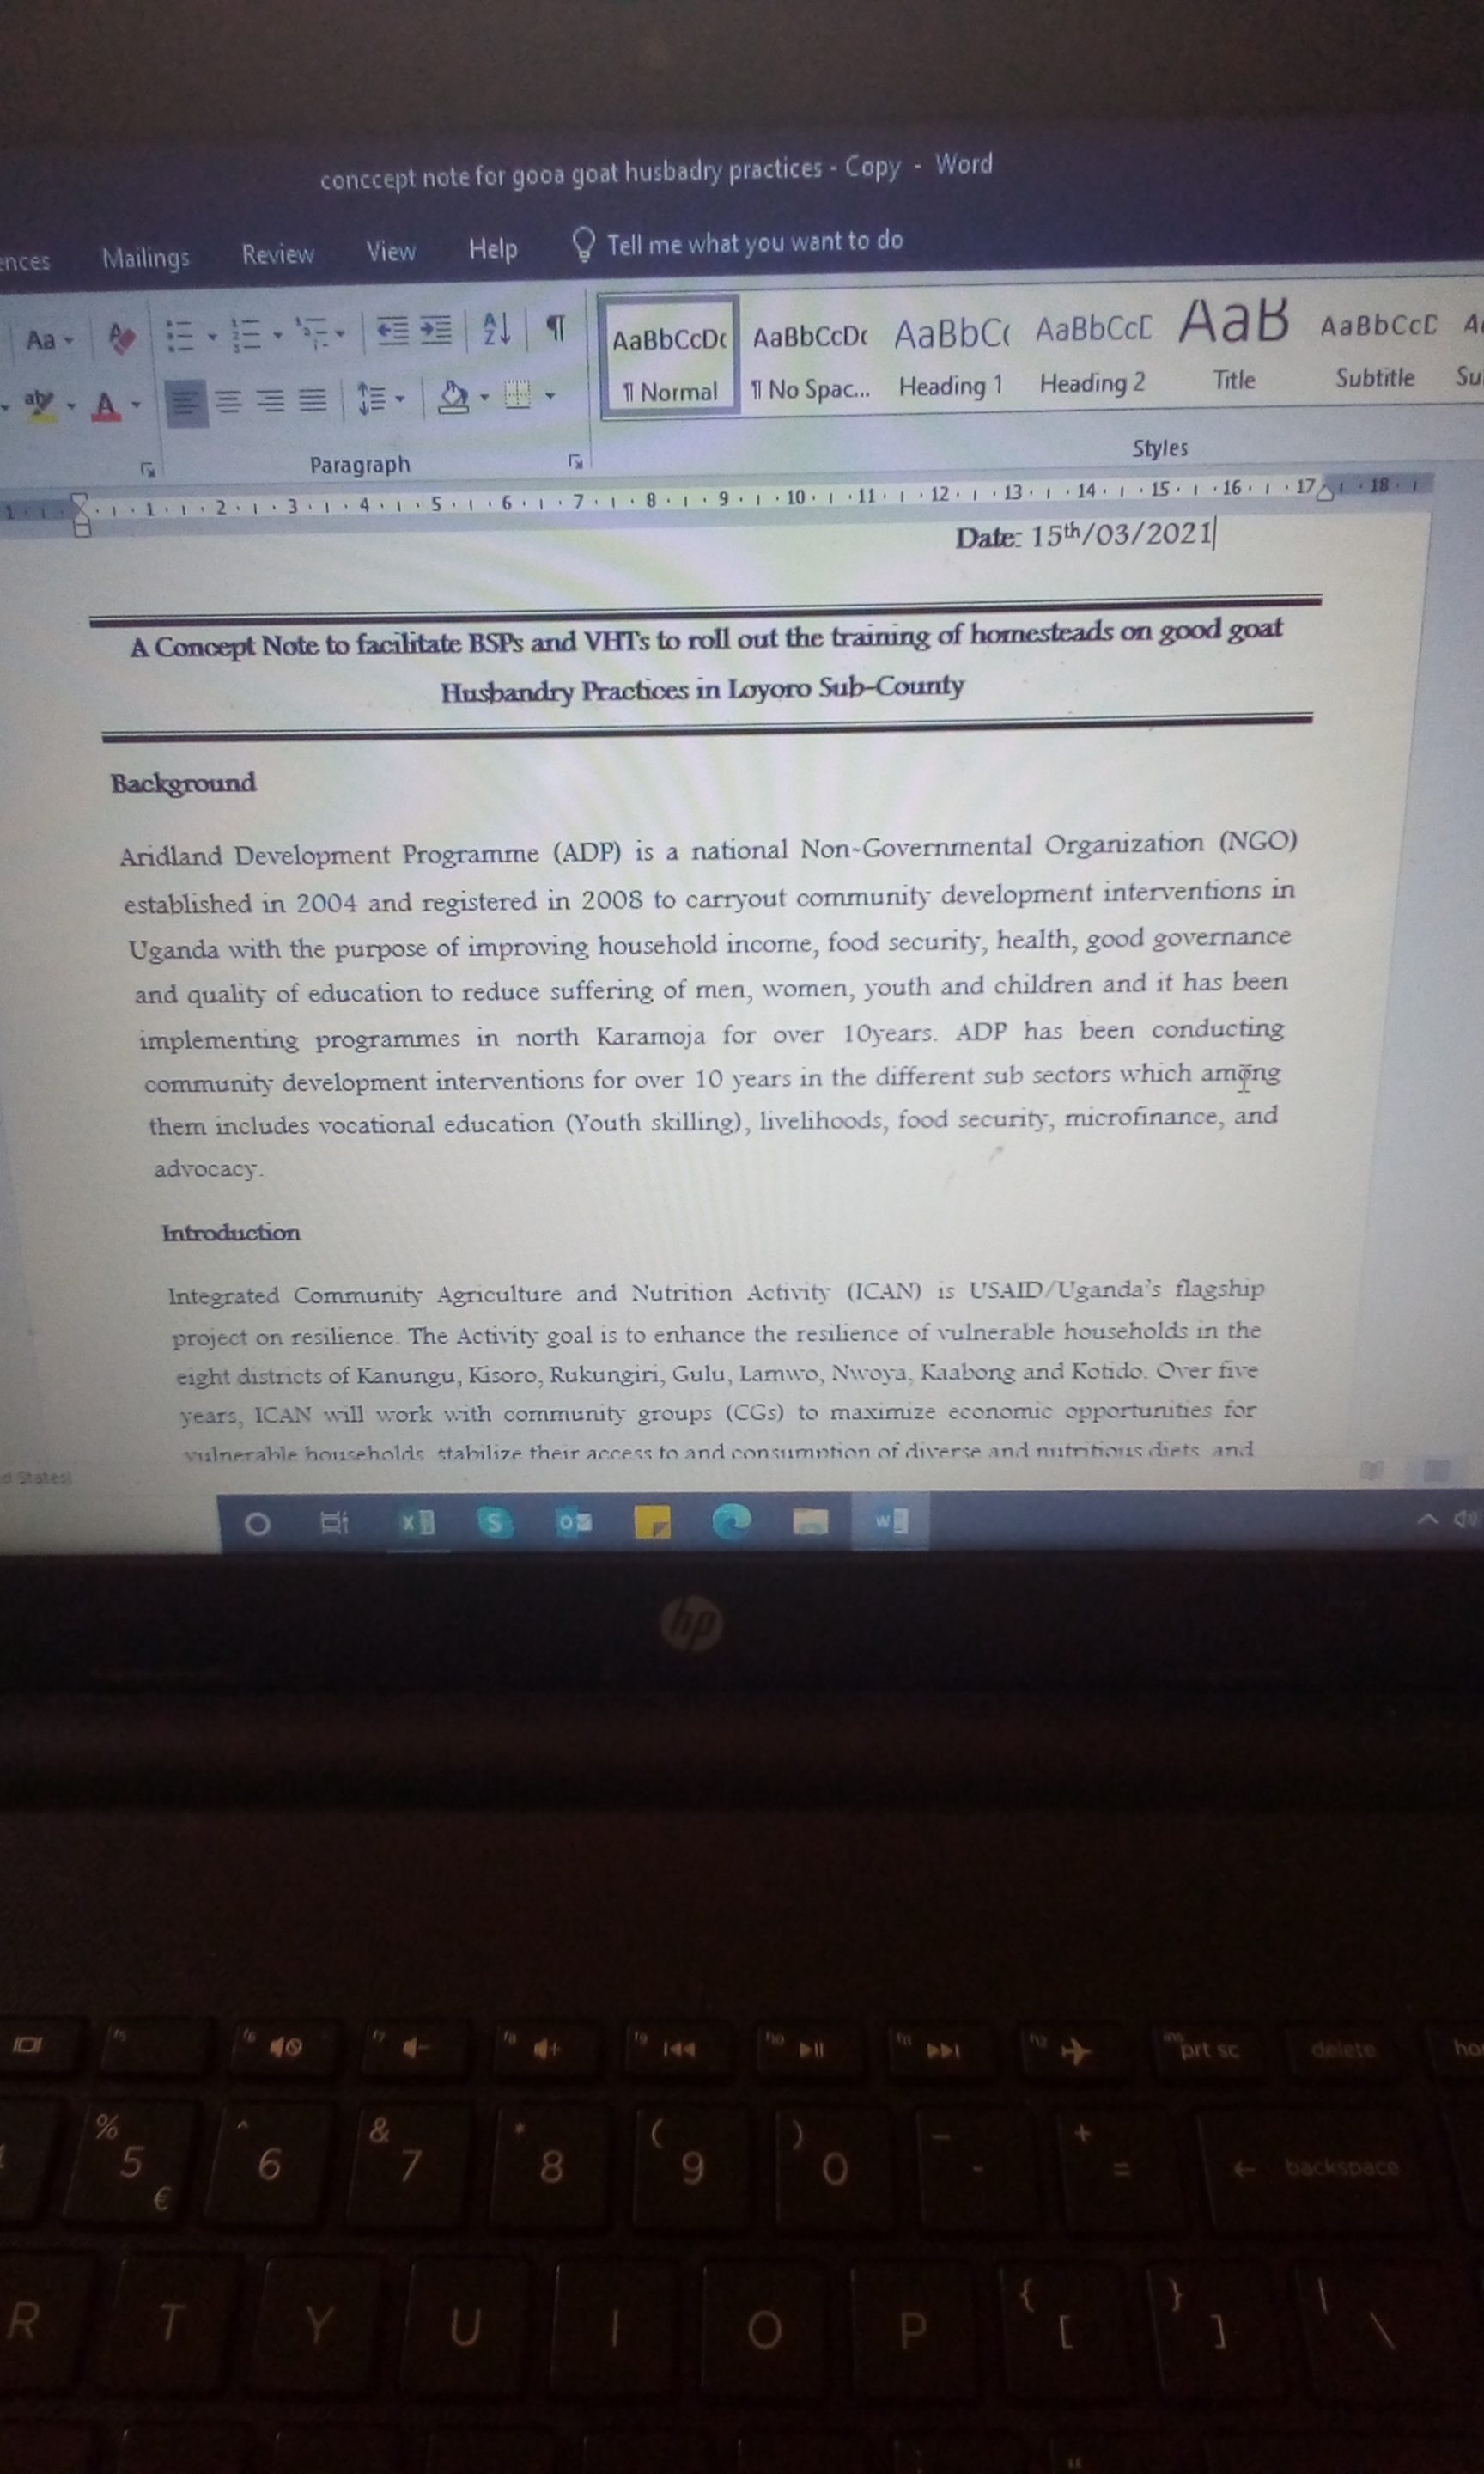 conccept note for gooa goat husbadry practices - Copy - Word
ences Mailings Review View Help Tell me what you want to do
Aa
AaBbCcDc AaBbCcDc AaBbC( AaBbCcD AaB AaBbCcD
¶ Normal ¶ No Spac... Heading 1 Heading 2 Title Subtitle Su
Paragraph Styles
1 1 2 3 4 5 6 7 8 9 10 11 12 13 14 15 16 17 18
Date: 15th/03/2021
A Concept Note to facilitate BSPs and VHTs to roll out the training of homesteads on good goat
Husbandry Practices in Loyoro Sub-County
Background
Aridland Development Programme (ADP) is a national Non-Governmental Organization (NGO)
established in 2004 and registered in 2008 to carryout community development interventions in
Uganda with the purpose of improving household income, food security, health, good governance
and quality of education to reduce suffering of men, women, youth and children and it has been
implementing programmes in north Karamoja for over 10years. ADP has been conducting
community development interventions for over 10 years in the different sub sectors which among
them includes vocational education (Youth skilling), livelihoods, food security, microfinance, and
advocacy.
Introduction
Integrated Community Agriculture and Nutrition Activity (ICAN) is USAID/Uganda's flagship
project on resilience. The Activity goal is to enhance the resilience of vulnerable households in the
eight districts of Kanungu, Kisoro, Rukungiri, Gulu, Lamwo, Nwoya, Kaabong and Kotido. Over five
years, ICAN will work with community groups (CGs) to maximize economic opportunities for
vulnerable households, stabilize their access to and consumption of diverse and nutritious diets, and
d States)
hp
f5 f6 f7 f8 f9 f10 f11 f12 ins prt sc delete ho
% 5 € ^ 6 & 7 * 8 ( 9 ) 0 _ - + = ← backspace
R T Y U I O P { [ } ] | \